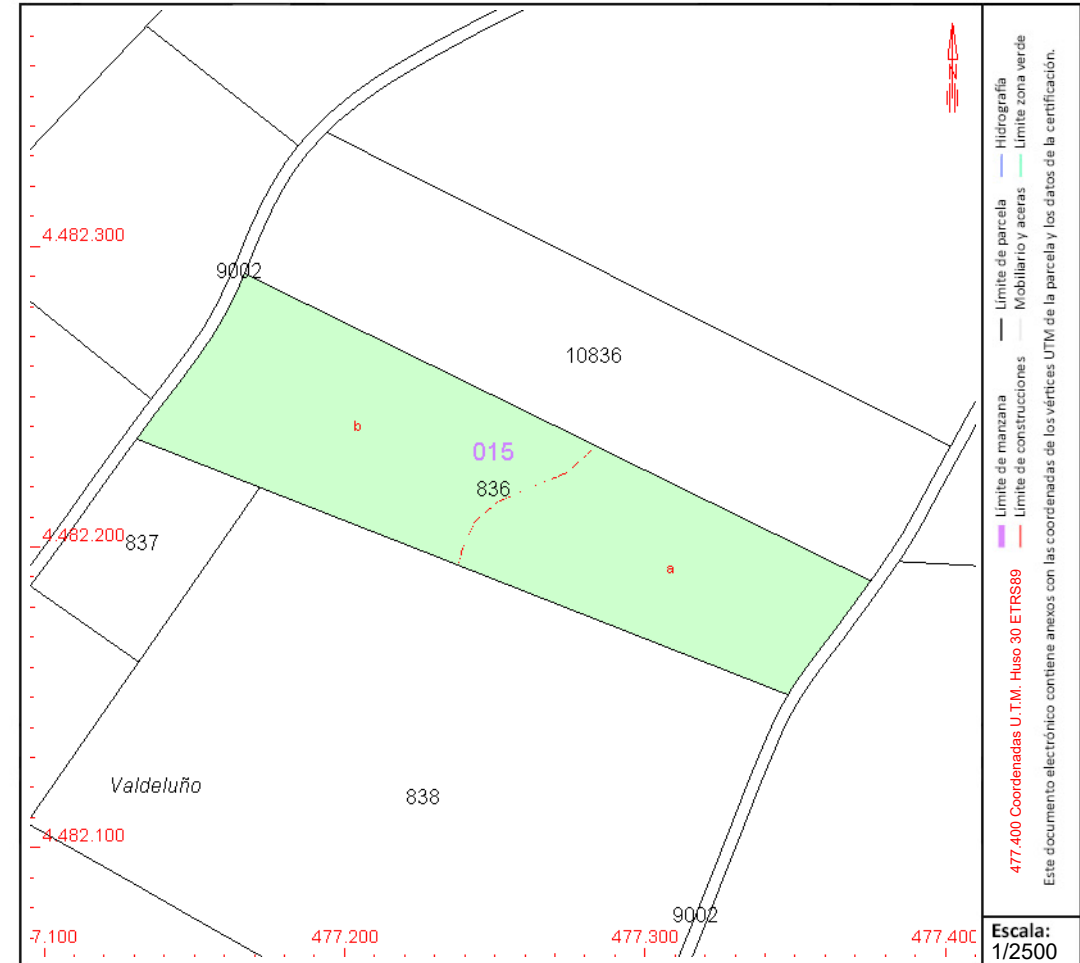 4.482.300
9002
10836
b
015
836
4.482.200
837
a
Valdeluño
838
4.482.100
9002
-7.100
477.200
477.300
477.400
N
Límite de manzana
Límite de parcela
Hidrografía
477.400 Coordenadas U.T.M. Huso 30 ETRS89
Límite de construcciones
Mobiliario y aceras
Límite zona verde
Este documento electrónico contiene anexos con las coordenadas de los vértices UTM de la parcela y los datos de la certificación.
Escala:
1/2500